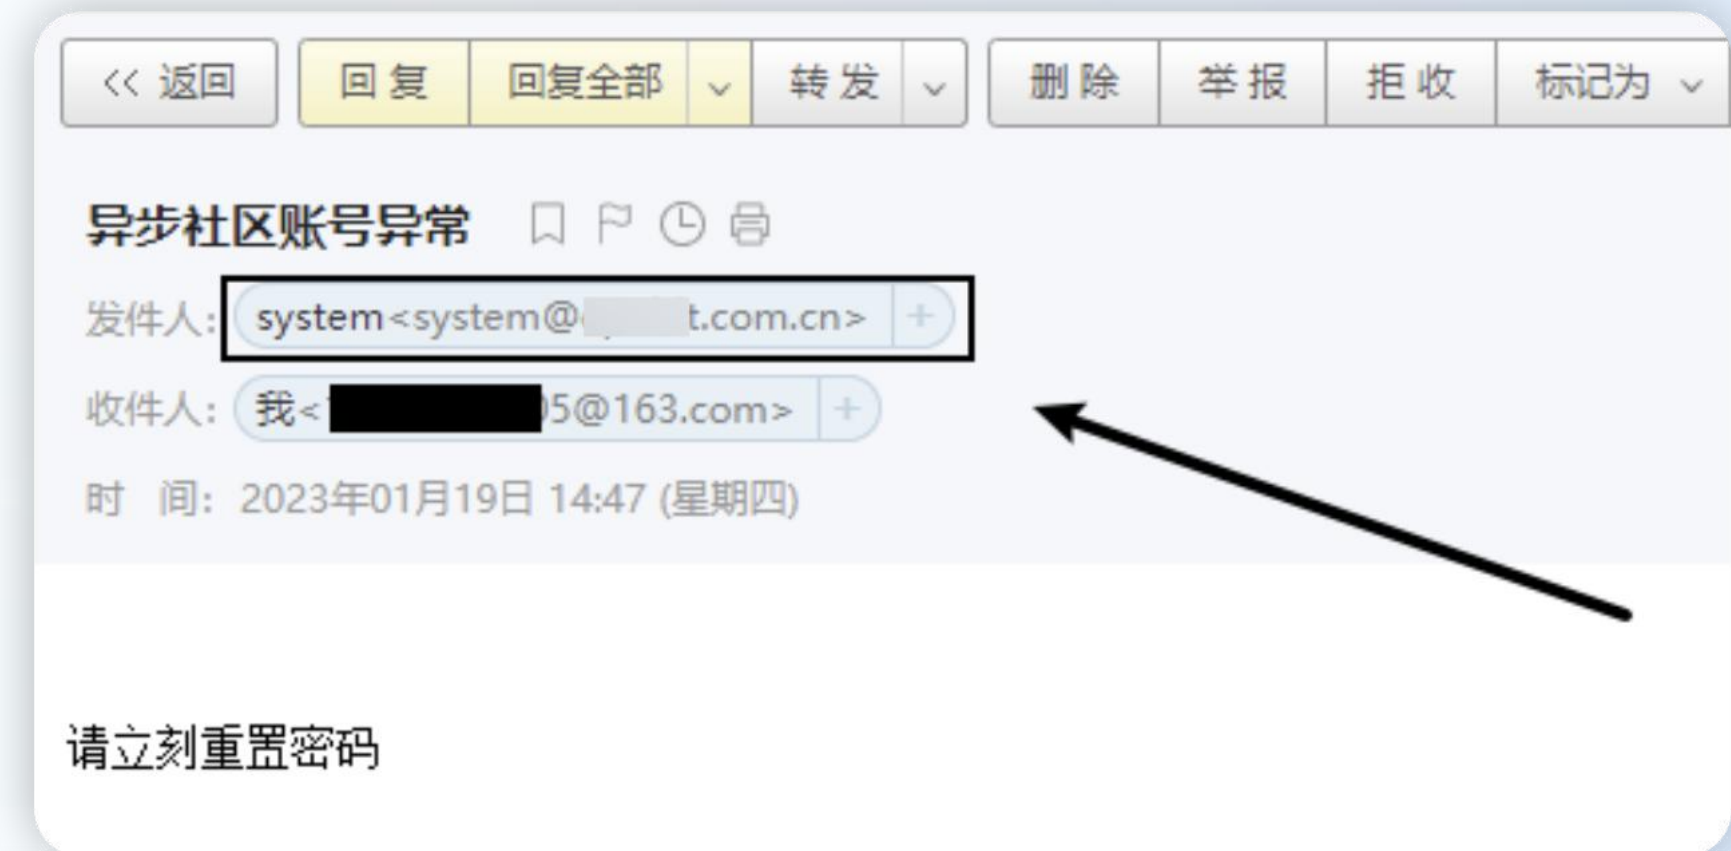 << 返回 回复 回复全部 转发 删除 举报 拒收 标记为
异步社区账号异常
发件人: system<system@ t.com.cn> +
收件人: 我< 5@163.com> +
时 间: 2023年01月19日 14:47 (星期四)
请立刻重置密码